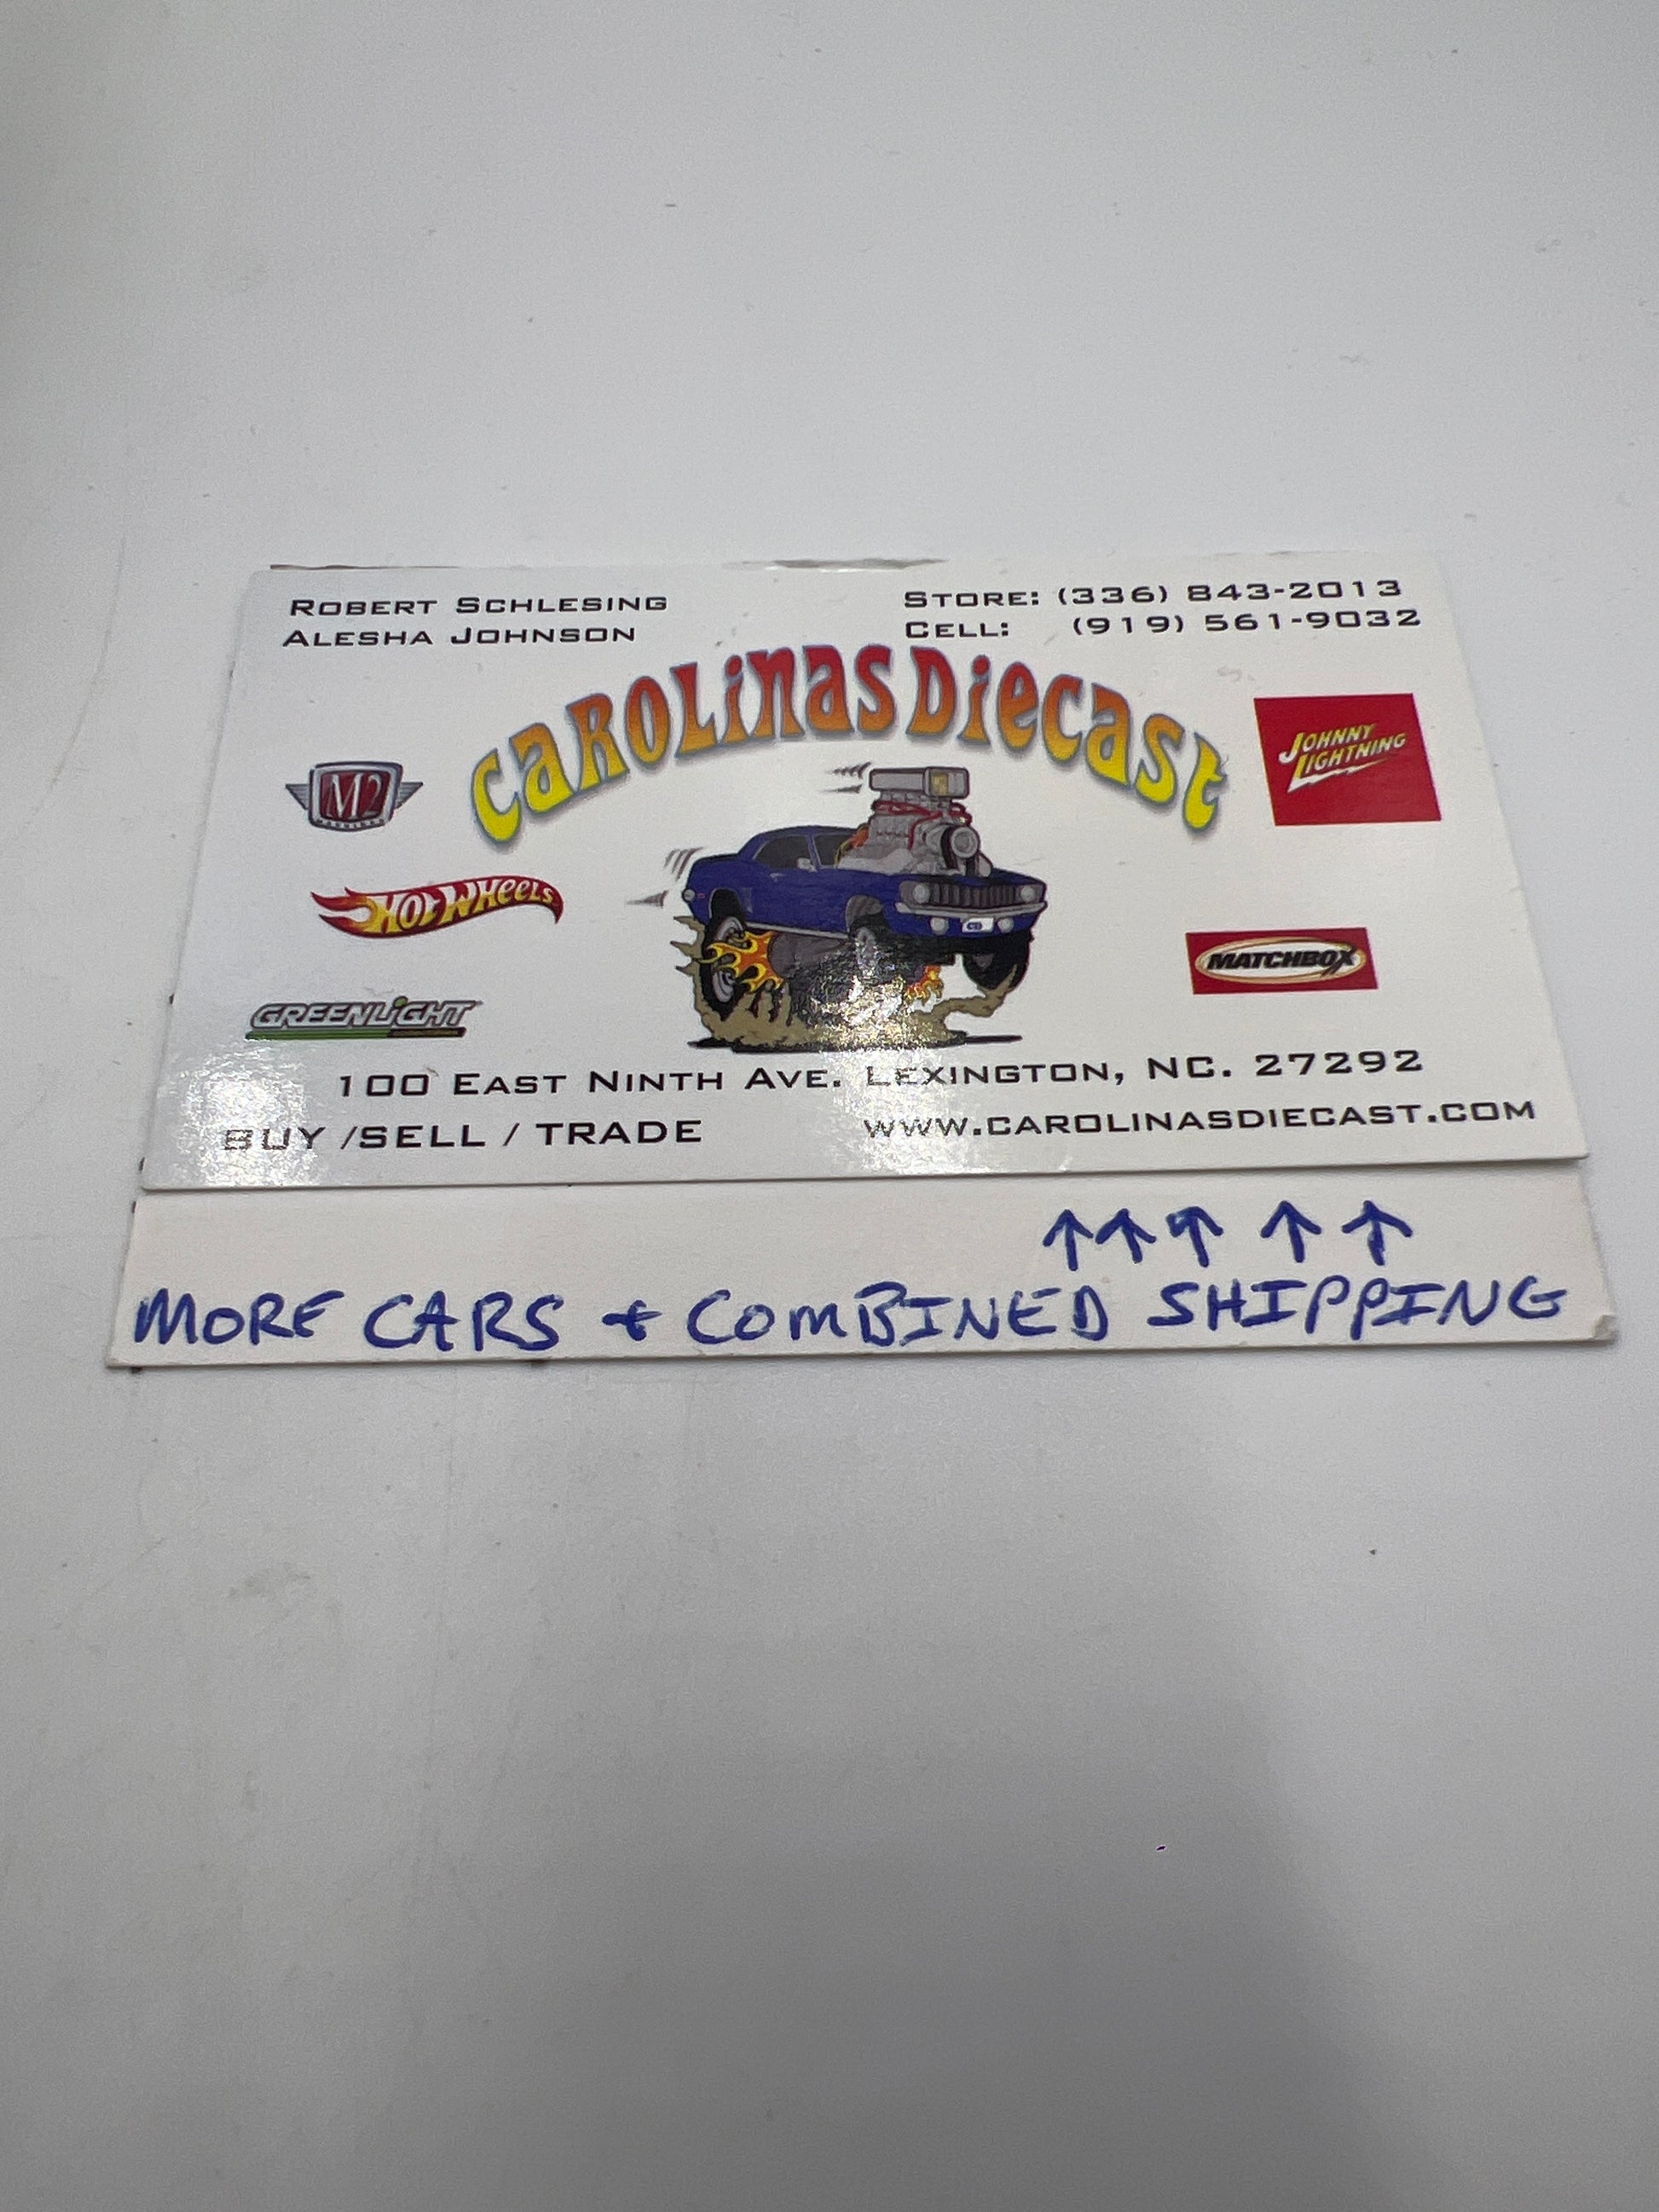 ROBERT SCHLESING
ALESHA JOHNSON
STORE: (336) 843-2013
CELL: (919) 561-9032
CAROLINAS DIECAST
M2
JOHNNY LIGHTNING
HOT WHEELS
MATCHBOX
GREENLIGHT
100 EAST NINTH AVE. LEXINGTON, NC. 27292
BUY /SELL / TRADE
WWW.CAROLINASDIECAST.COM
↑↑↑ ↑ ↑
MORE CARS + COMBINED SHIPPING